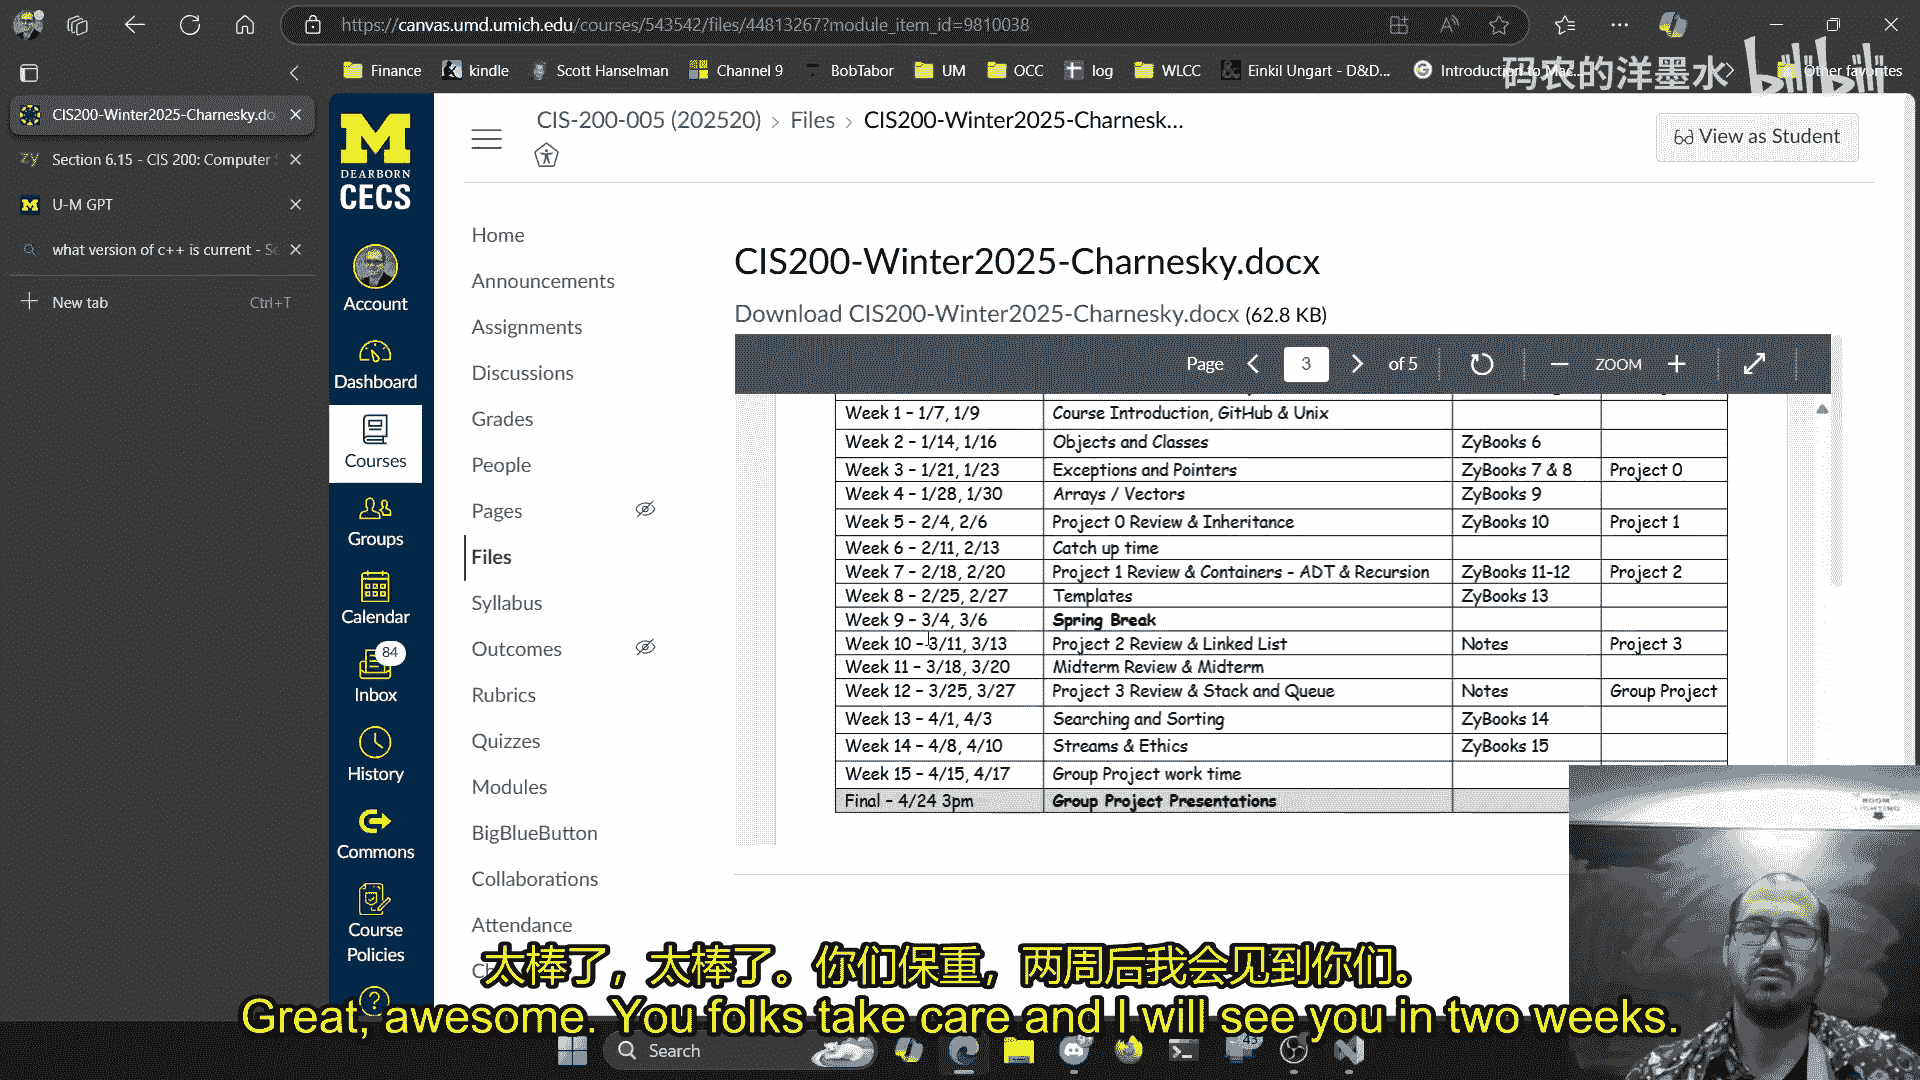 https://canvas.umd.umich.edu/courses/543542/files/44813267?module_item_id=9810038
Finance
kindle
Scott Hanselman
Channel 9
BobTabor
UM
OCC
log
WLCC
Einkil Ungart - D&D...
Introduction to Mac...
Other favorites
码农的洋墨水
bilibili
CIS200-Winter2025-Charnesky.do
Section 6.15 - CIS 200: Computer
U-M GPT
what version of c++ is current - Se
New tab
Ctrl+T
M
DEARBORN
CECS
Account
Dashboard
Courses
Groups
Calendar
84
Inbox
History
Commons
Course
Policies
CIS-200-005 (202520) > Files > CIS200-Winter2025-Charnesk...
View as Student
Home
Announcements
Assignments
Discussions
Grades
People
Pages
Files
Syllabus
Outcomes
Rubrics
Quizzes
Modules
BigBlueButton
Collaborations
Attendance
CIS200-Winter2025-Charnesky.docx
Download CIS200-Winter2025-Charnesky.docx (62.8 KB)
Page 3 of 5 ZOOM
Week 1 – 1/7, 1/9 Course Introduction, GitHub & Unix
Week 2 – 1/14, 1/16 Objects and Classes ZyBooks 6
Week 3 – 1/21, 1/23 Exceptions and Pointers ZyBooks 7 & 8 Project 0
Week 4 – 1/28, 1/30 Arrays / Vectors ZyBooks 9
Week 5 – 2/4, 2/6 Project 0 Review & Inheritance ZyBooks 10 Project 1
Week 6 – 2/11, 2/13 Catch up time
Week 7 – 2/18, 2/20 Project 1 Review & Containers - ADT & Recursion ZyBooks 11-12 Project 2
Week 8 – 2/25, 2/27 Templates ZyBooks 13
Week 9 – 3/4, 3/6 Spring Break
Week 10 – 3/11, 3/13 Project 2 Review & Linked List Notes Project 3
Week 11 – 3/18, 3/20 Midterm Review & Midterm
Week 12 – 3/25, 3/27 Project 3 Review & Stack and Queue Notes Group Project
Week 13 – 4/1, 4/3 Searching and Sorting ZyBooks 14
Week 14 – 4/8, 4/10 Streams & Ethics ZyBooks 15
Week 15 – 4/15, 4/17 Group Project work time
Final – 4/24 3pm Group Project Presentations
太棒了，太棒了。你们保重，两周后我会见到你们。
Great, awesome. You folks take care and I will see you in two weeks.
Search